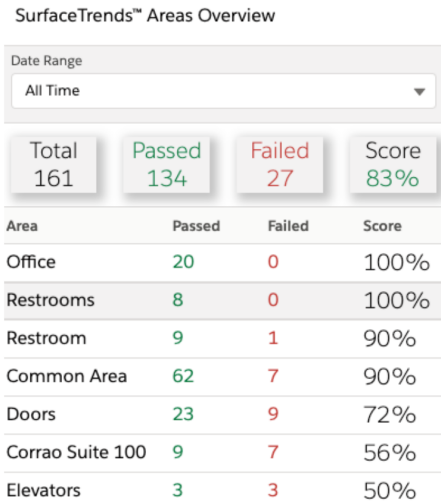 SurfaceTrends™ Areas Overview
Date Range
All Time
Total Passed Failed Score
161 134 27 83%
Area Passed Failed Score
Office 20 0 100%
Restrooms 8 0 100%
Restroom 9 1 90%
Common Area 62 7 90%
Doors 23 9 72%
Corrao Suite 100 9 7 56%
Elevators 3 3 50%